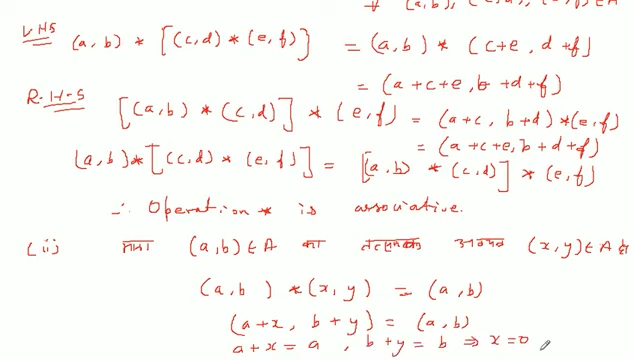 (a,b), (c,d), (e,f) ∈ A
L.H.S (a, b) * [(c, d) * (e, f)] = (a, b) * (c+e, d+f)
= (a+c+e, b+d+f)
R.H.S [(a, b) * (c, d)] * (e, f) = (a+c, b+d) * (e, f)
= (a+c+e, b+d+f)
(a, b) * [(c, d) * (e, f)] = [(a, b) * (c, d)] * (e, f)
∴ Operation * is associative.
(ii) माना (a, b) ∈ A का तत्समक अवयव (x, y) ∈ A है
(a, b) * (x, y) = (a, b)
(a+x, b+y) = (a, b)
a+x = a, b+y = b ⇒ x=0